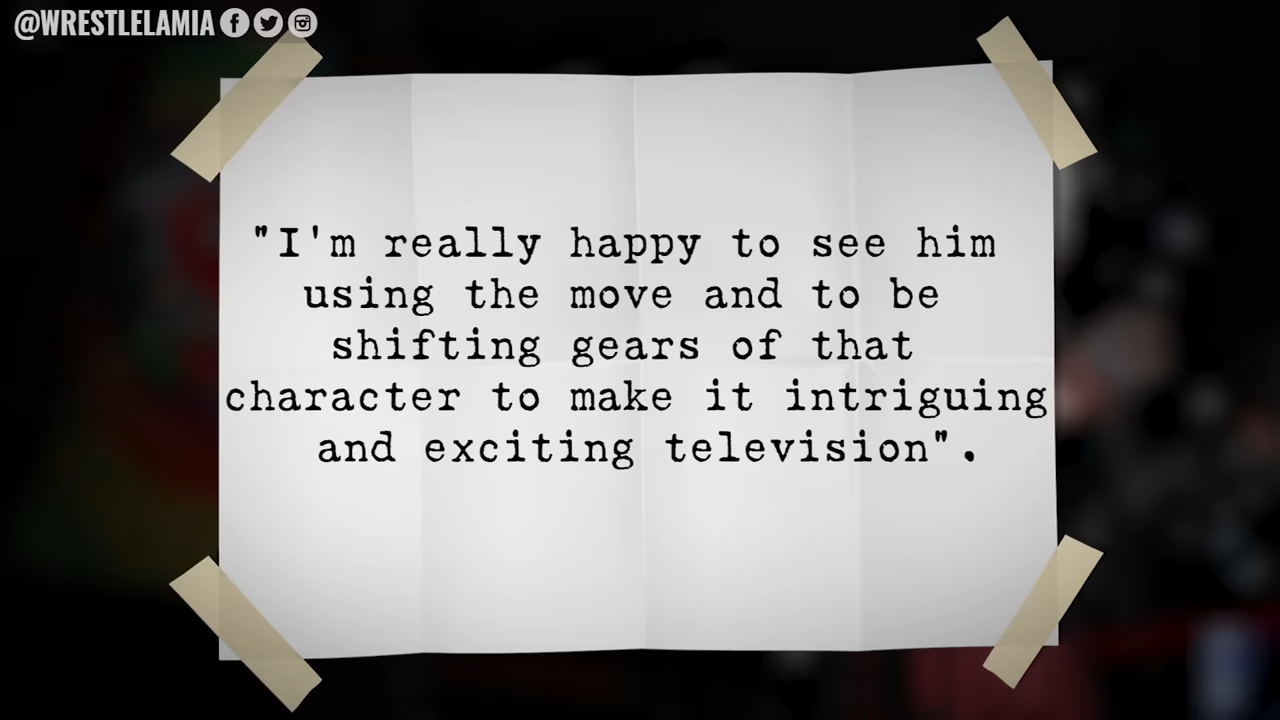 @WRESTLELAMIA
"I'm really happy to see him
using the move and to be
shifting gears of that
character to make it intriguing
and exciting television".